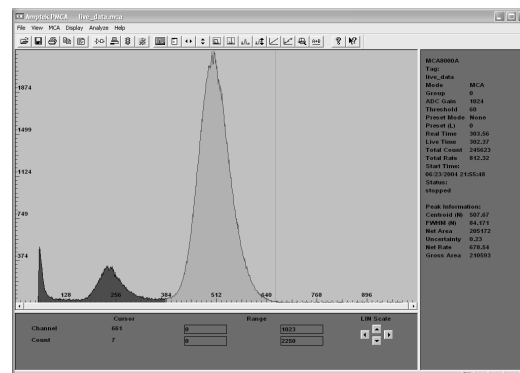 Amptek PMCA live_data.mca
File View MCA Display Analyze Help
MCA8000A
Tag:
live_data
Mode MCA
Group 0
ADC Gain 1024
Threshold 60
Preset Mode None
Preset (L) 0
Real Time 303.56
Live Time 302.37
Total Count 245623
Total Rate 812.32
Start Time:
06/23/2004 21:55:48
Status:
stopped
Peak Information:
Centroid (N) 507.67
FWHM (N) 84.171
Net Area 205172
Uncertainty 0.23
Net Rate 678.54
Gross Area 210593
1874
1499
1124
749
374
128 256 384 512 640 768 896
Cursor Range LIN Scale
Channel 661 0 1023
Count 7 0 2250